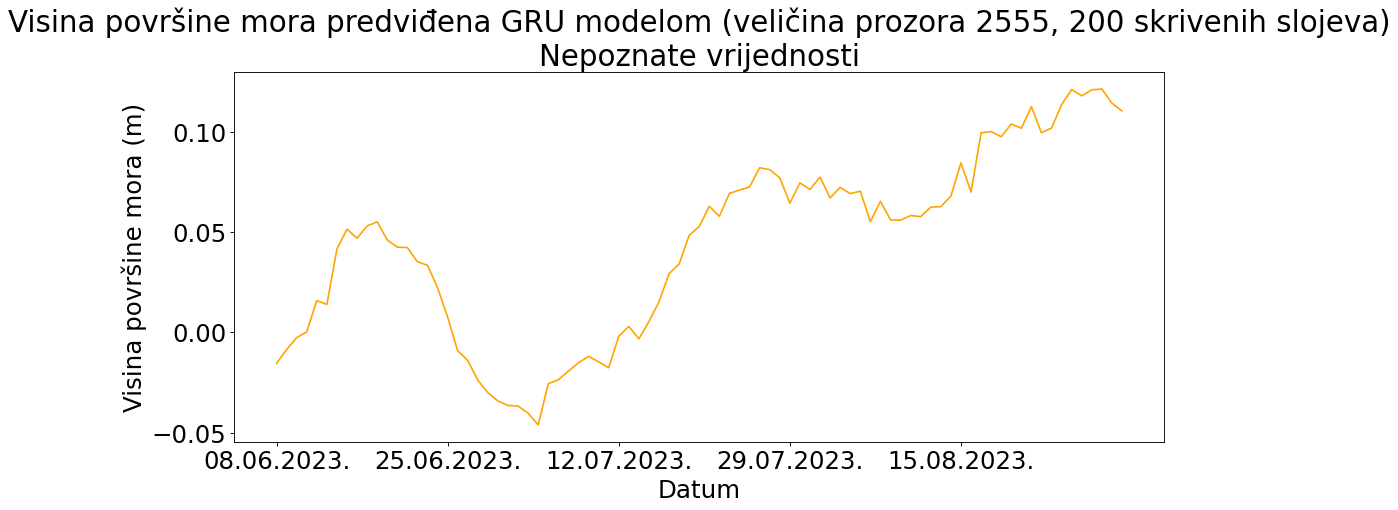 Visina površine mora predviđena GRU modelom (veličina prozora 2555, 200 skrivenih slojeva)
Nepoznate vrijednosti
Visina površine mora (m)
0.10
0.05
0.00
−0.05
08.06.2023. 25.06.2023. 12.07.2023. 29.07.2023. 15.08.2023.
Datum